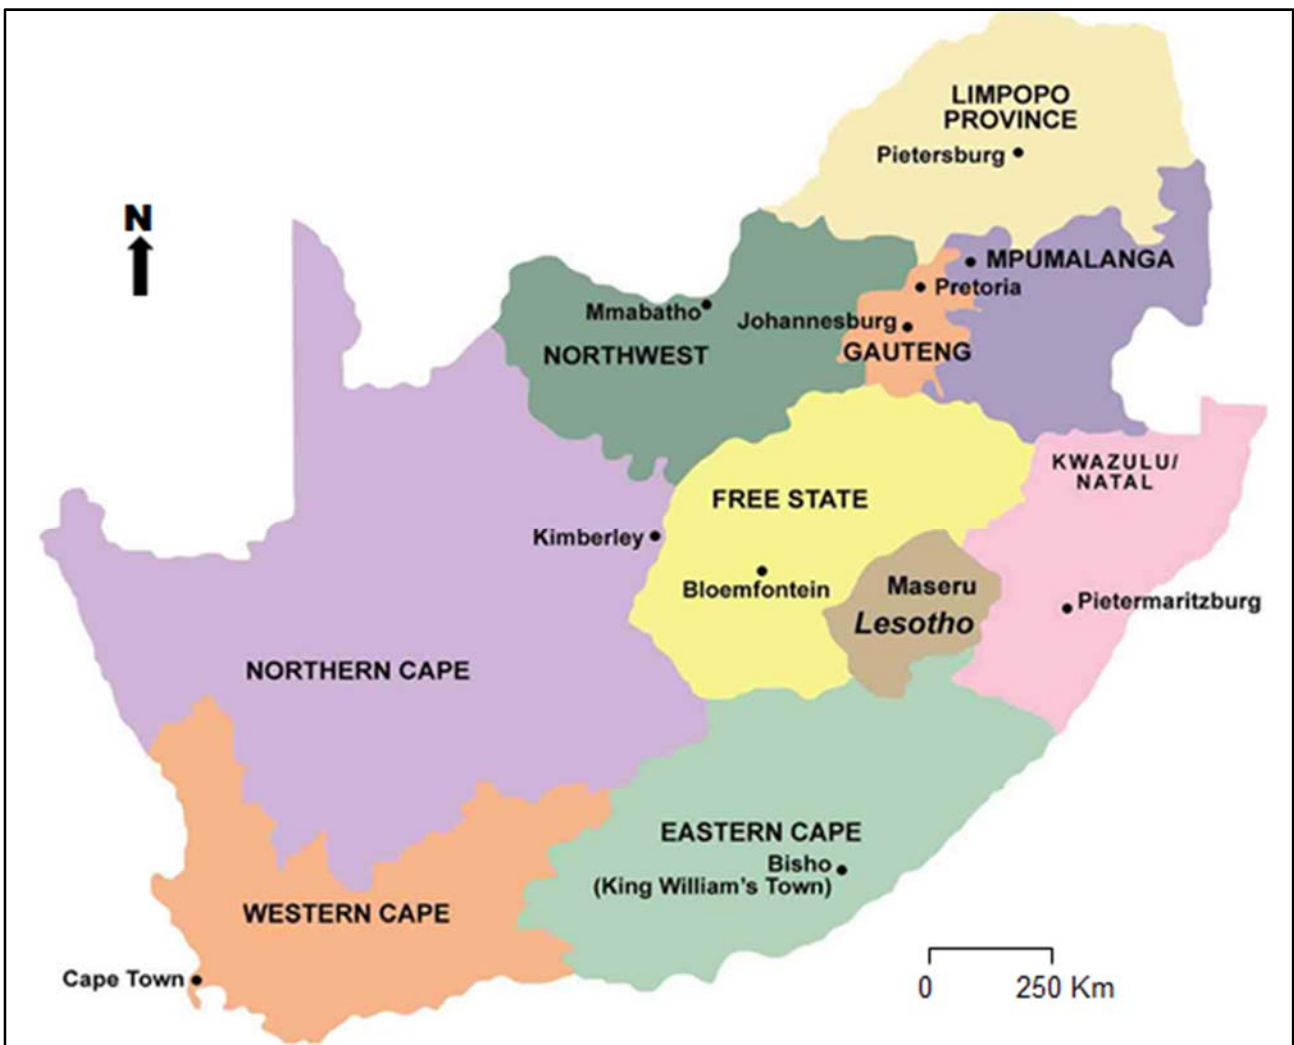 LIMPOPO
PROVINCE
Pietersburg
N
MPUMALANGA
Pretoria
Mmabatho
Johannesburg
NORTHWEST
GAUTENG
KWAZULU/
NATAL
FREE STATE
Kimberley
Bloemfontein
Maseru
Lesotho
Pietermaritzburg
NORTHERN CAPE
EASTERN CAPE
Bisho
(King William's Town)
WESTERN CAPE
Cape Town
0 250 Km